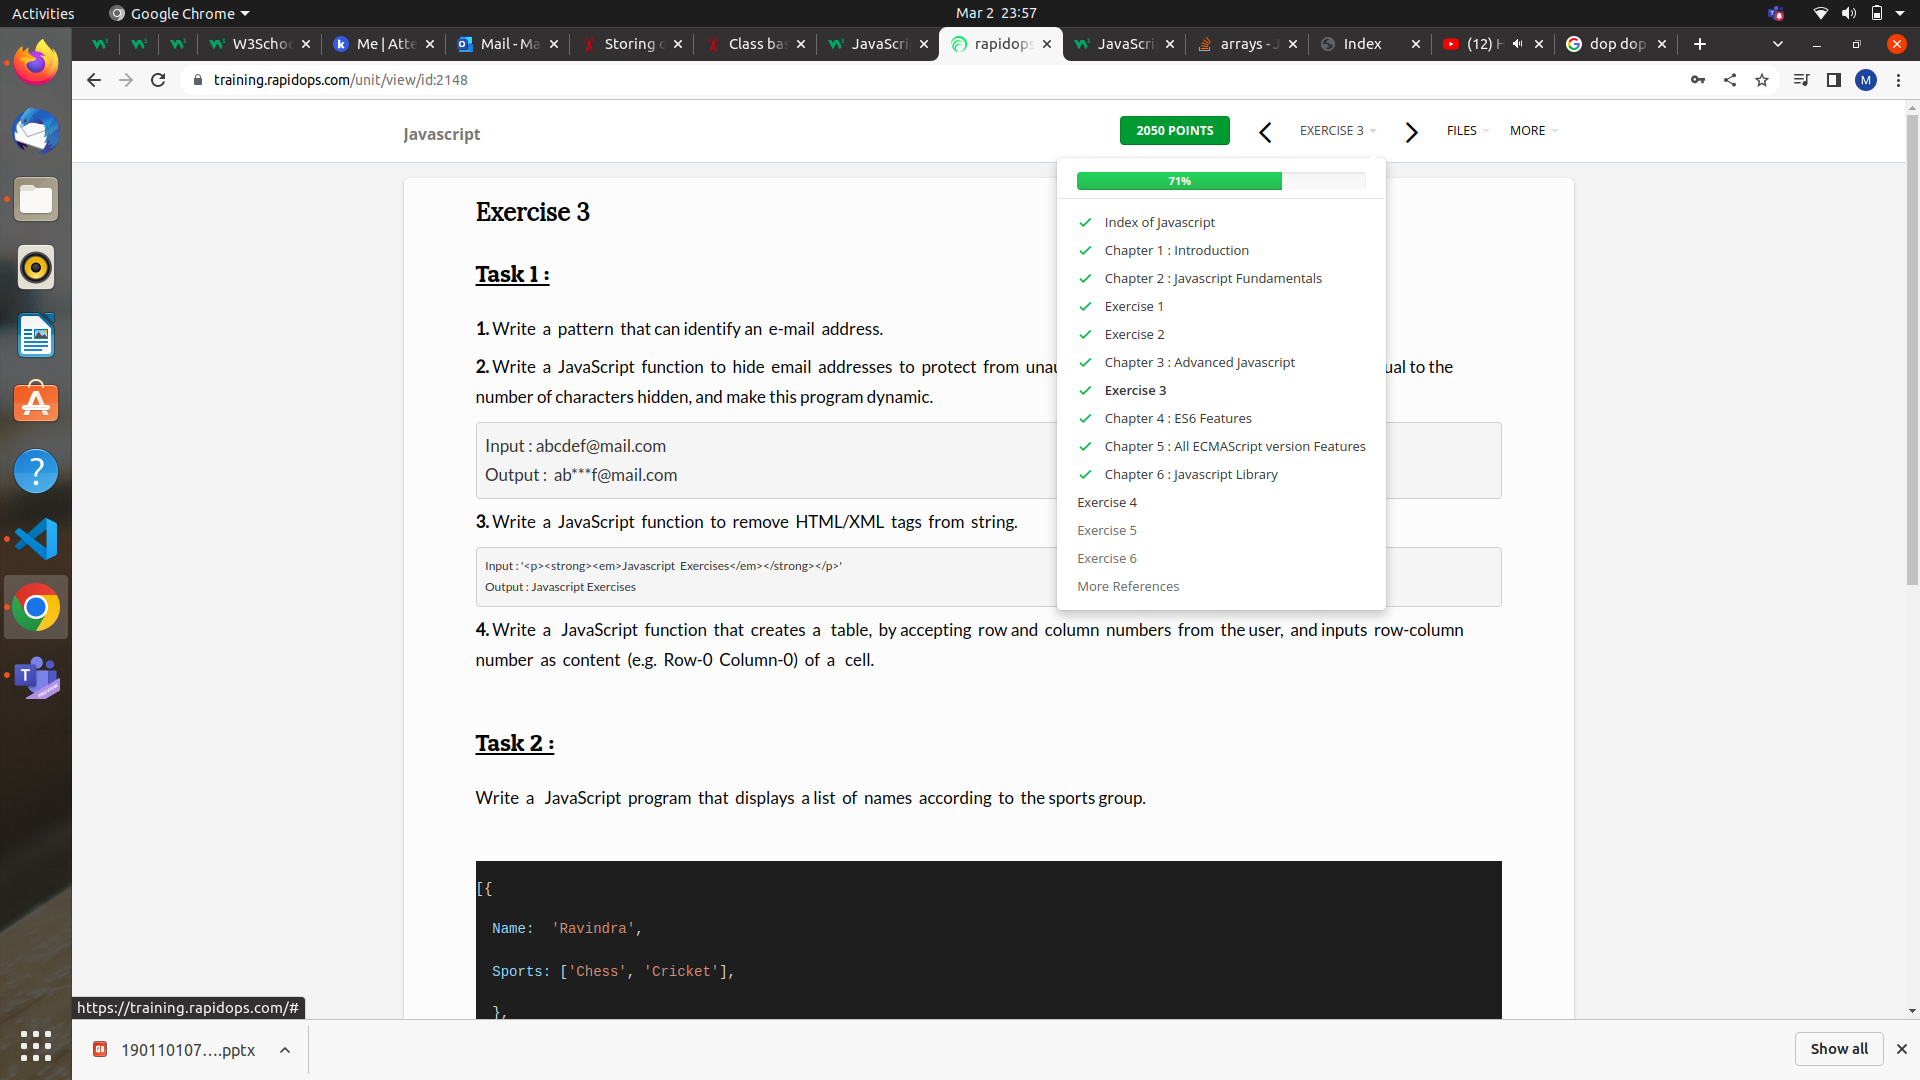 Activities
Google Chrome
Mar 2 23:57
W3Scho
Me | Atte
Mail - Ma
Storing
Class ba
JavaScri
rapidops
JavaScri
arrays - J
Index
(12)
dop dop
training.rapidops.com/unit/view/id:2148
M
Javascript
2050 POINTS
EXERCISE 3
FILES
MORE
71%
Index of Javascript
Chapter 1 : Introduction
Chapter 2 : Javascript Fundamentals
Exercise 1
Exercise 2
Chapter 3 : Advanced Javascript
Exercise 3
Chapter 4 : ES6 Features
Chapter 5 : All ECMAScript version Features
Chapter 6 : Javascript Library
Exercise 4
Exercise 5
Exercise 6
More References
Exercise 3
Task 1 :
1. Write a pattern that can identify an e-mail address.
2. Write a JavaScript function to hide email addresses to protect from ual to the
number of characters hidden, and make this program dynamic.
Input : abcdef@mail.com
Output : ab***f@mail.com
3. Write a JavaScript function to remove HTML/XML tags from string.
Input : '<p><strong><em>Javascript Exercises</em></strong></p>'
Output : Javascript Exercises
4. Write a JavaScript function that creates a table, by accepting row and column numbers from the user, and inputs row-column
number as content (e.g. Row-0 Column-0) of a cell.
Task 2 :
Write a JavaScript program that displays a list of names according to the sports group.
[{
Name: 'Ravindra',
Sports: ['Chess', 'Cricket'],
},
https://training.rapidops.com/#
190110107....pptx
Show all